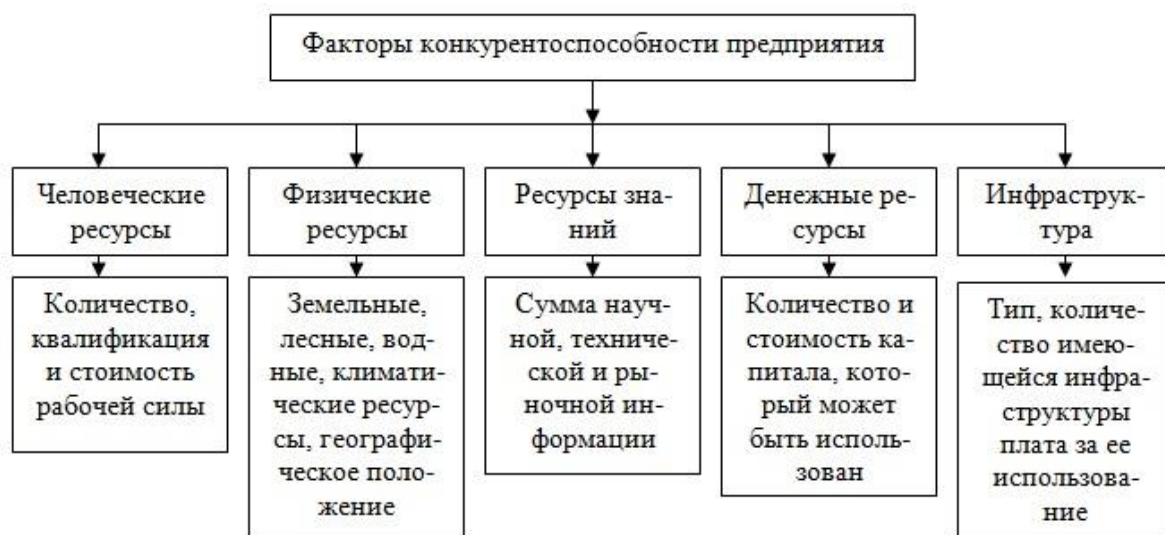 Факторы конкурентоспособности предприятия
Человеческие
ресурсы
Физические
ресурсы
Ресурсы зна-
ний
Денежные ре-
сурсы
Инфраструк-
тура
Количество,
квалификация
и стоимость
рабочей силы
Земельные,
лесные, вод-
ные, климати-
ческие ресур-
сы, географи-
ческое поло-
жение
Сумма науч-
ной, техниче-
ской и ры-
ночной ин-
формации
Количество и
стоимость ка-
питала, кото-
рый может
быть использо-
ван
Тип, количе-
ство имею-
щейся инфра-
структуры
плата за ее
использова-
ние